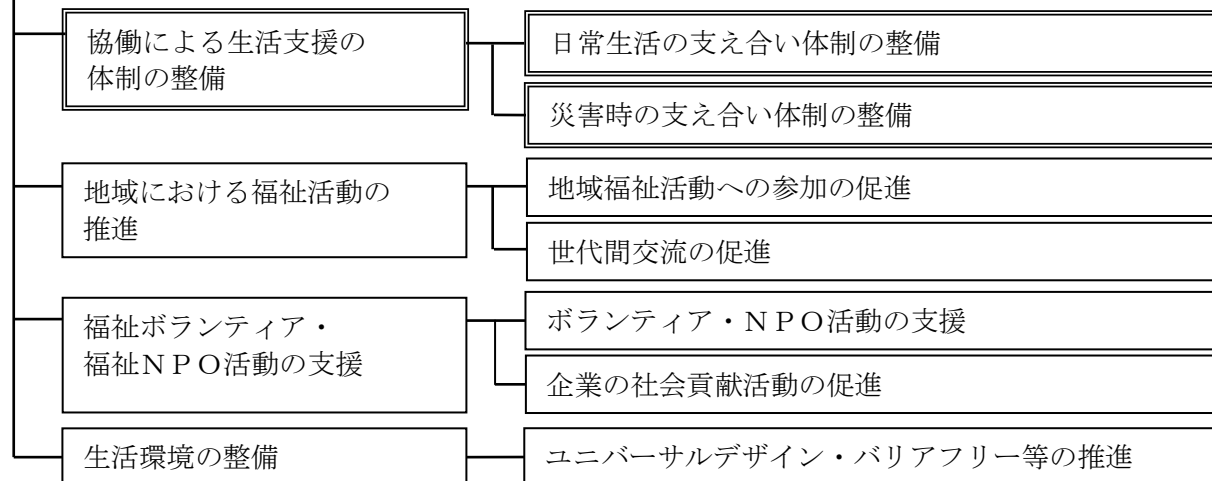 協働による生活支援の
体制の整備
日常生活の支え合い体制の整備
災害時の支え合い体制の整備
地域における福祉活動の
推進
地域福祉活動への参加の促進
世代間交流の促進
福祉ボランティア・
福祉ＮＰＯ活動の支援
ボランティア・ＮＰＯ活動の支援
企業の社会貢献活動の促進
生活環境の整備
ユニバーサルデザイン・バリアフリー等の推進